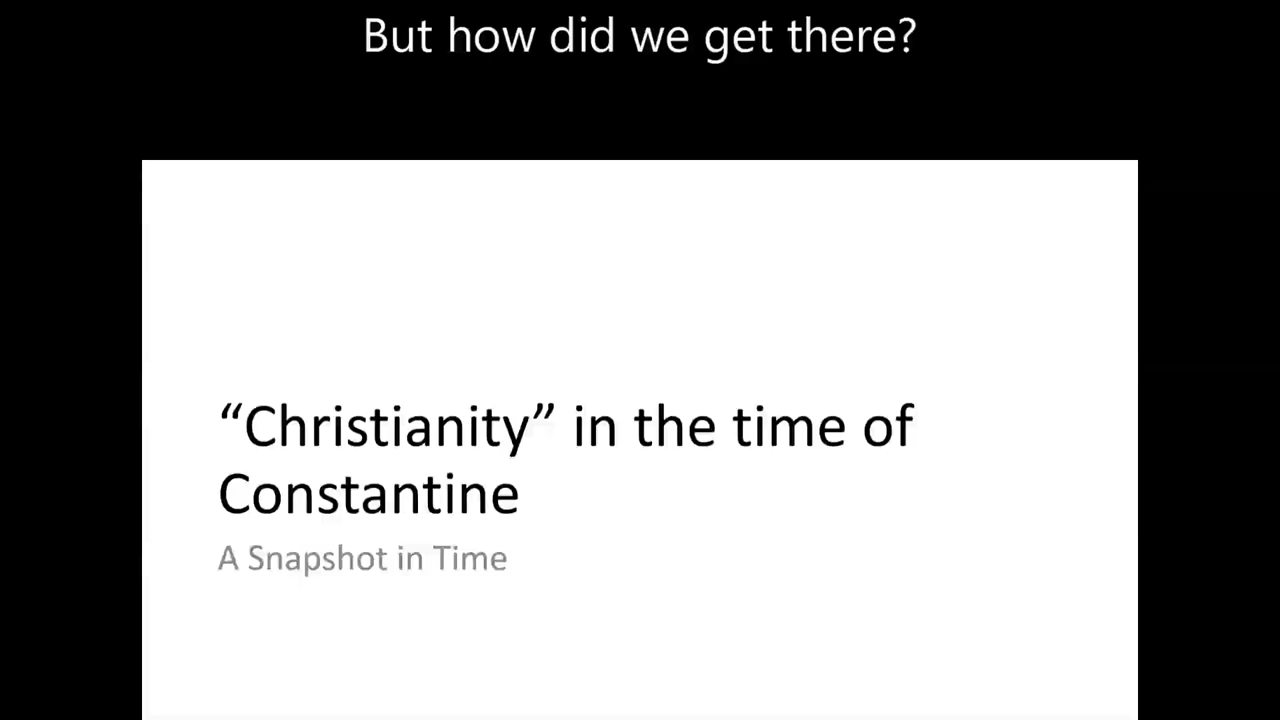 But how did we get there?
“Christianity” in the time of
Constantine
A Snapshot in Time